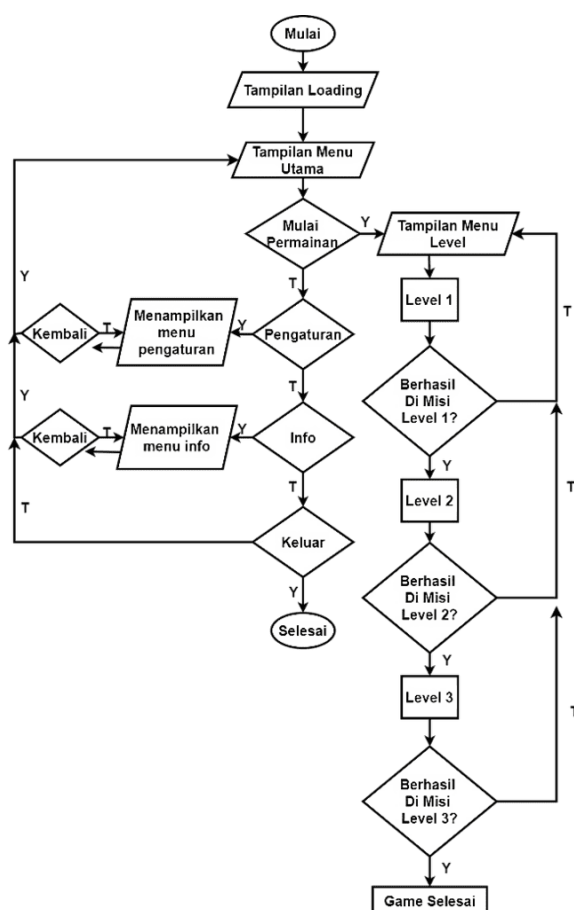 Mulai
Tampilan Loading
Tampilan Menu
Utama
Mulai
Permainan
Y
Tampilan Menu
Level
T
Level 1
T
Y
Kembali
T
Menampilkan
menu
pengaturan
Y
Pengaturan
Berhasil
Di Misi
Level 1?
T
Y
Kembali
T
Menampilkan
menu info
Y
Info
Y
Level 2
T
T
T
Keluar
Berhasil
Di Misi
Level 2?
Y
Selesai
Y
Level 3
T
Berhasil
Di Misi
Level 3?
Y
Game Selesai